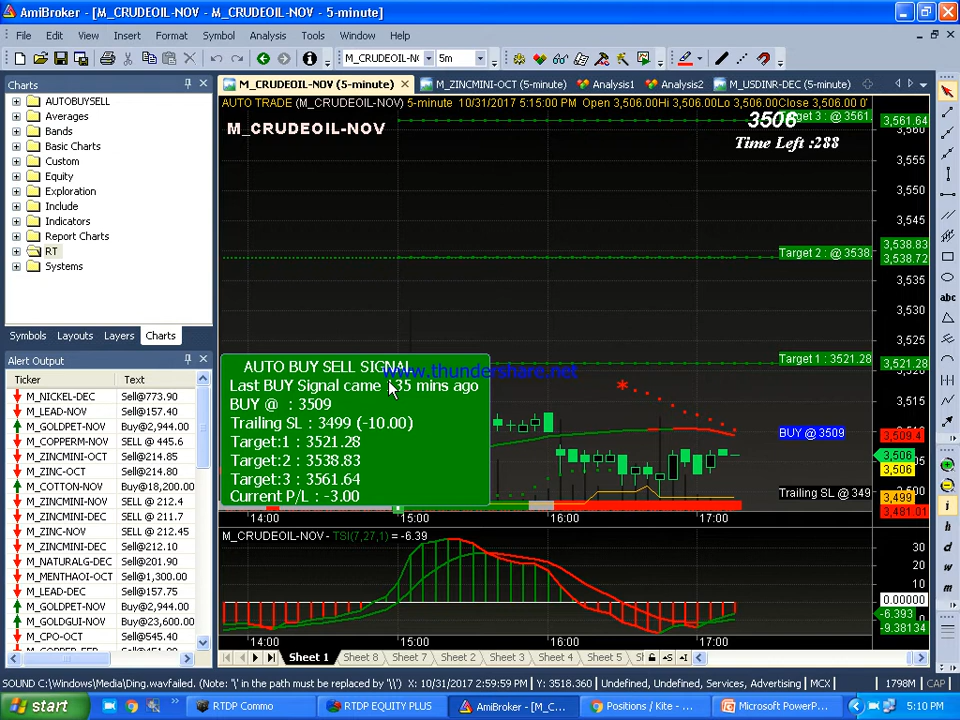 AmiBroker - [M_CRUDEOIL-NOV - M_CRUDEOIL-NOV - 5-minute]
File Edit View Insert Format Symbol Analysis Tools Window Help
M_CRUDEOIL-NO 5m
Charts
AUTOBUYSELL
Averages
Bands
Basic Charts
Custom
Equity
Exploration
Include
Indicators
Report Charts
RT
Systems
Symbols Layouts Layers Charts
Alert Output
Ticker Text
M_NICKEL-DEC Sell@773.90
M_LEAD-NOV Sell@157.40
M_GOLDPET-NOV Buy@2,944.00
M_COPPERM-NOV SELL @ 445.6
M_ZINCMINI-OCT Sell@214.85
M_ZINC-OCT Sell@214.80
M_COTTON-NOV Buy@18,200.00
M_ZINCMINI-NOV SELL @ 212.4
M_ZINCMINI-DEC SELL @ 211.7
M_ZINC-NOV SELL @ 212.45
M_ZINCMINI-DEC Sell@212.10
M_NATURALG-DEC Sell@201.50
M_MENTHAOI-OCT Sell@1,300.00
M_LEAD-DEC Sell@157.75
M_GOLDPET-NOV Buy@2,944.00
M_GOLDGUI-NOV Buy@23,600.00
M_CPO-OCT Sell@545.40
M_CRUDEOIL-NOV (5-minute) M_ZINCMINI-OCT (5-minute) Analysis1 Analysis2 M_USDINR-DEC (5-minute)
AUTO TRADE (M_CRUDEOIL-NOV) 5-minute 10/31/2017 5:15:00 PM Open 3,506.00Hi 3,506.00Lo 3,506.00Close 3,506.00 0'
M_CRUDEOIL-NOV
3506
Time Left :288
3 : @ 3561.
Target 2 : @ 3538.
Target 1 : @ 3521.28
BUY @ 3509
Trailing SL : @ 349
3,561.64
3,560
3,555
3,550
3,545
3,538.83
3,538.72
3,535
3,530
3,525
3,521.28
3,515
3,510
3,509.4
3,506
3,506
3,499
3,481.01
AUTO BUY SELL SIGNAL
Last BUY Signal came :35 mins ago
BUY @ : 3509
Trailing SL : 3499 (-10.00)
Target:1 : 3521.28
Target:2 : 3538.83
Target:3 : 3561.64
Current P/L : -3.00
www.thundershare.net
14:00 15:00 16:00 17:00
M_CRUDEOIL-NOV - TSI(7,27,1) = -6.39
30
20
10
0.00000
-6.393
-9.38134
14:00 15:00 16:00 17:00
Sheet 1 Sheet 8 Sheet 7 Sheet 2 Sheet 3 Sheet 4 Sheet 5
abc
i
h
d
w
m
SOUND C:\Windows\Media\Ding.wavfailed. (Note: '\' in the path must be replaced by '\\') X: 10/31/2017 2:59:59 PM Y: 3518.360 Undefined, Undefined, Services, Advertising MCX 1798M CAP
start RTDP Commo RTDP EQUITY PLUS AmiBroker - [M_C... Positions / Kite - ... Microsoft PowerP... 5:10 PM